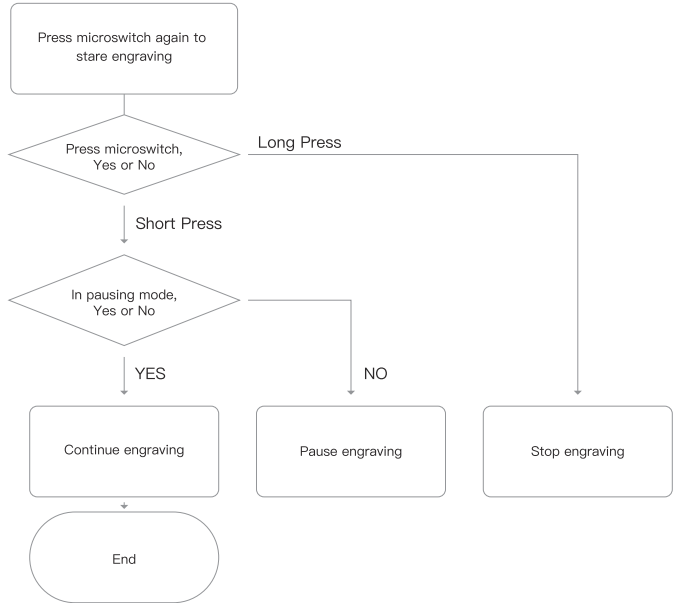 Press microswitch again to
stare engraving
Press microswitch,
Yes or No
Long Press
Short Press
In pausing mode,
Yes or No
YES
NO
Continue engraving
Pause engraving
Stop engraving
End